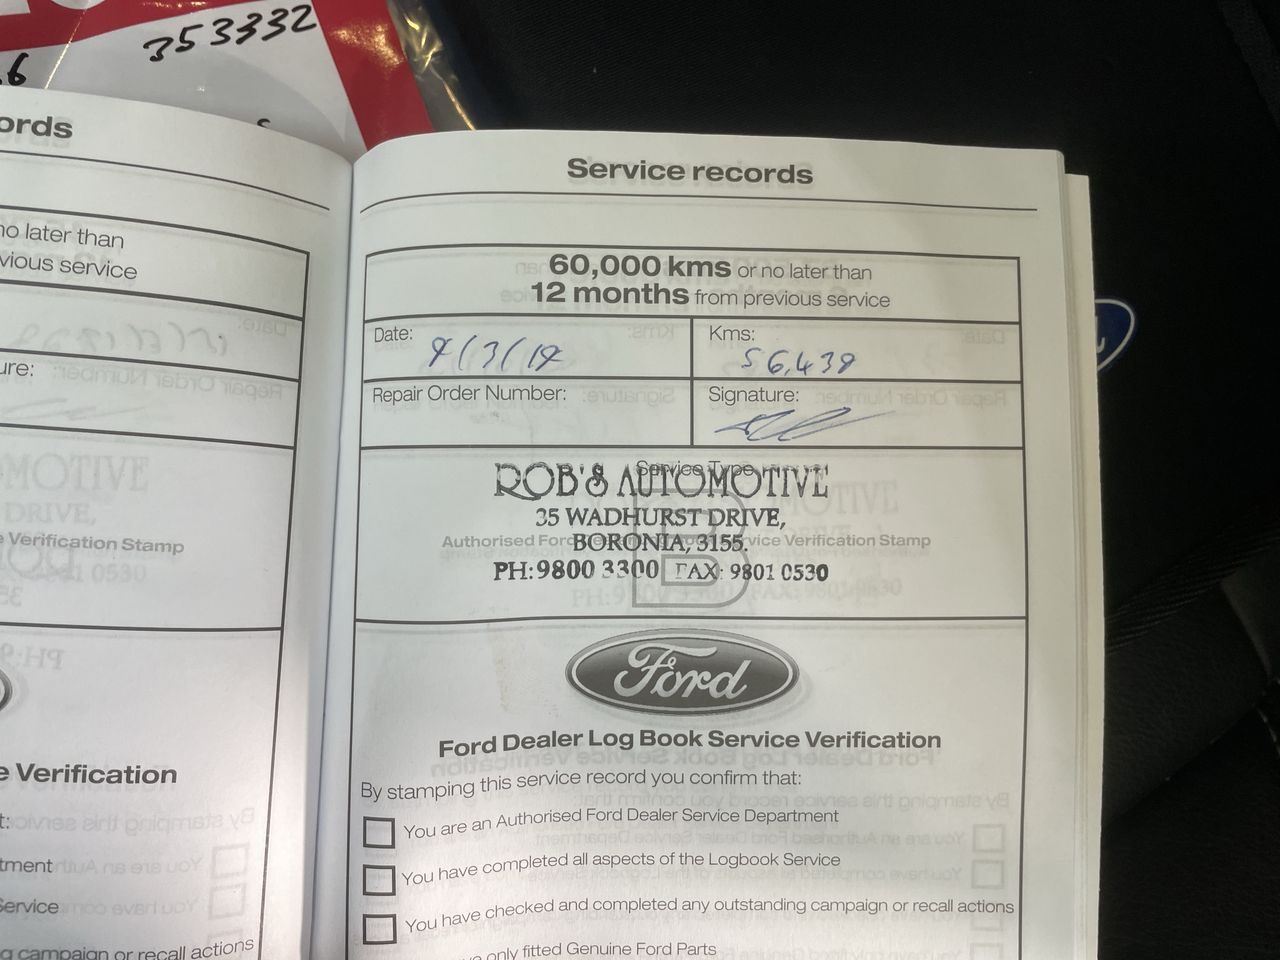 353332
.6
ords
no later than
vious service
ure:
MOTIVE
DRIVE,
e Verification Stamp
0530
e Verification
t:
tment
Service
g campaign or recall actions
Service records
60,000 kms or no later than
12 months from previous service
Date:
Kms:
56,439
Repair Order Number:
Signature:
Service Type
ROB'S AUTOMOTIVE
35 WADHURST DRIVE,
BORONIA, 3155.
Authorised Ford Service Verification Stamp
B
PH: 9800 3300 FAX: 9801 0530
Ford
Ford Dealer Log Book Service Verification
By stamping this service record you confirm that:
You are an Authorised Ford Dealer Service Department
You have completed all aspects of the Logbook Service
You have checked and completed any outstanding campaign or recall actions
only fitted Genuine Ford Parts